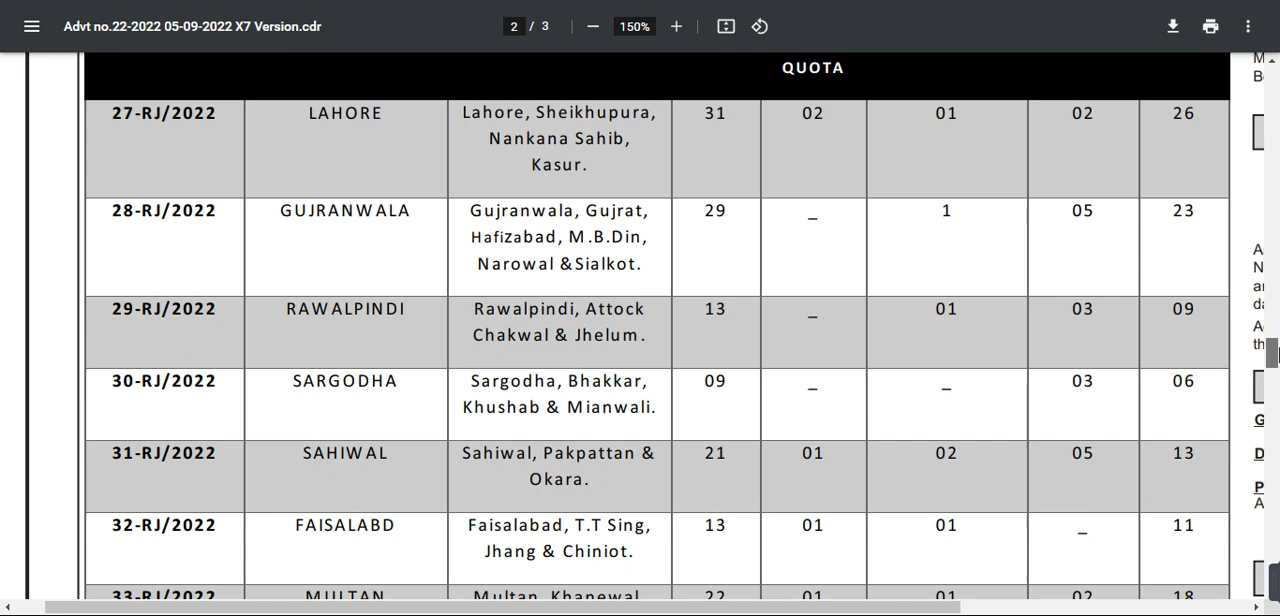 Advt no.22-2022 05-09-2022 X7 Version.cdr 2 / 3 150%
QUOTA
27-RJ/2022 LAHORE Lahore, Sheikhupura, 31 02 01 02 26
Nankana Sahib,
Kasur.
28-RJ/2022 GUJRANWALA Gujranwala, Gujrat, 29 _ 1 05 23
Hafizabad, M.B.Din,
Narowal &Sialkot.
29-RJ/2022 RAWALPINDI Rawalpindi, Attock 13 _ 01 03 09
Chakwal & Jhelum.
30-RJ/2022 SARGODHA Sargodha, Bhakkar, 09 _ _ 03 06
Khushab & Mianwali.
31-RJ/2022 SAHIWAL Sahiwal, Pakpattan & 21 01 02 05 13
Okara.
32-RJ/2022 FAISALABD Faisalabad, T.T Sing, 13 01 01 _ 11
Jhang & Chiniot.
33-RJ/2022 MULTAN Multan, Khanewal 22 01 01 02 18